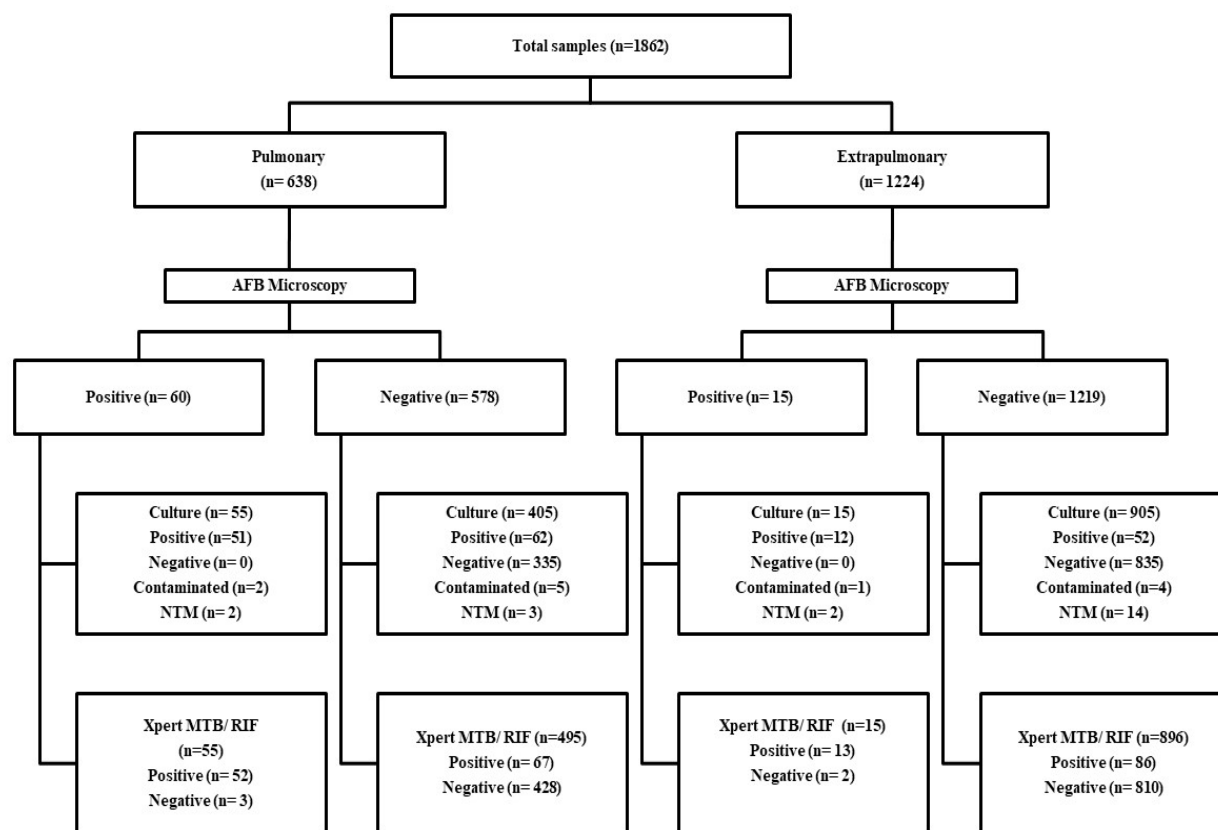 Total samples (n=1862)
Pulmonary
(n= 638)
Extrapulmonary
(n= 1224)
AFB Microscopy
AFB Microscopy
Positive (n= 60)
Negative (n= 578)
Positive (n= 15)
Negative (n= 1219)
Culture (n= 55)
Positive (n=51)
Negative (n= 0)
Contaminated (n=2)
NTM (n= 2)
Culture (n= 405)
Positive (n=62)
Negative (n= 335)
Contaminated (n=5)
NTM (n= 3)
Culture (n= 15)
Positive (n=12)
Negative (n= 0)
Contaminated (n=1)
NTM (n= 2)
Culture (n= 905)
Positive (n=52)
Negative (n= 835)
Contaminated (n=4)
NTM (n= 14)
Xpert MTB/ RIF
(n=55)
Positive (n= 52)
Negative (n= 3)
Xpert MTB/ RIF (n=495)
Positive (n= 67)
Negative (n= 428)
Xpert MTB/ RIF (n=15)
Positive (n= 13)
Negative (n= 2)
Xpert MTB/ RIF (n=896)
Positive (n= 86)
Negative (n= 810)